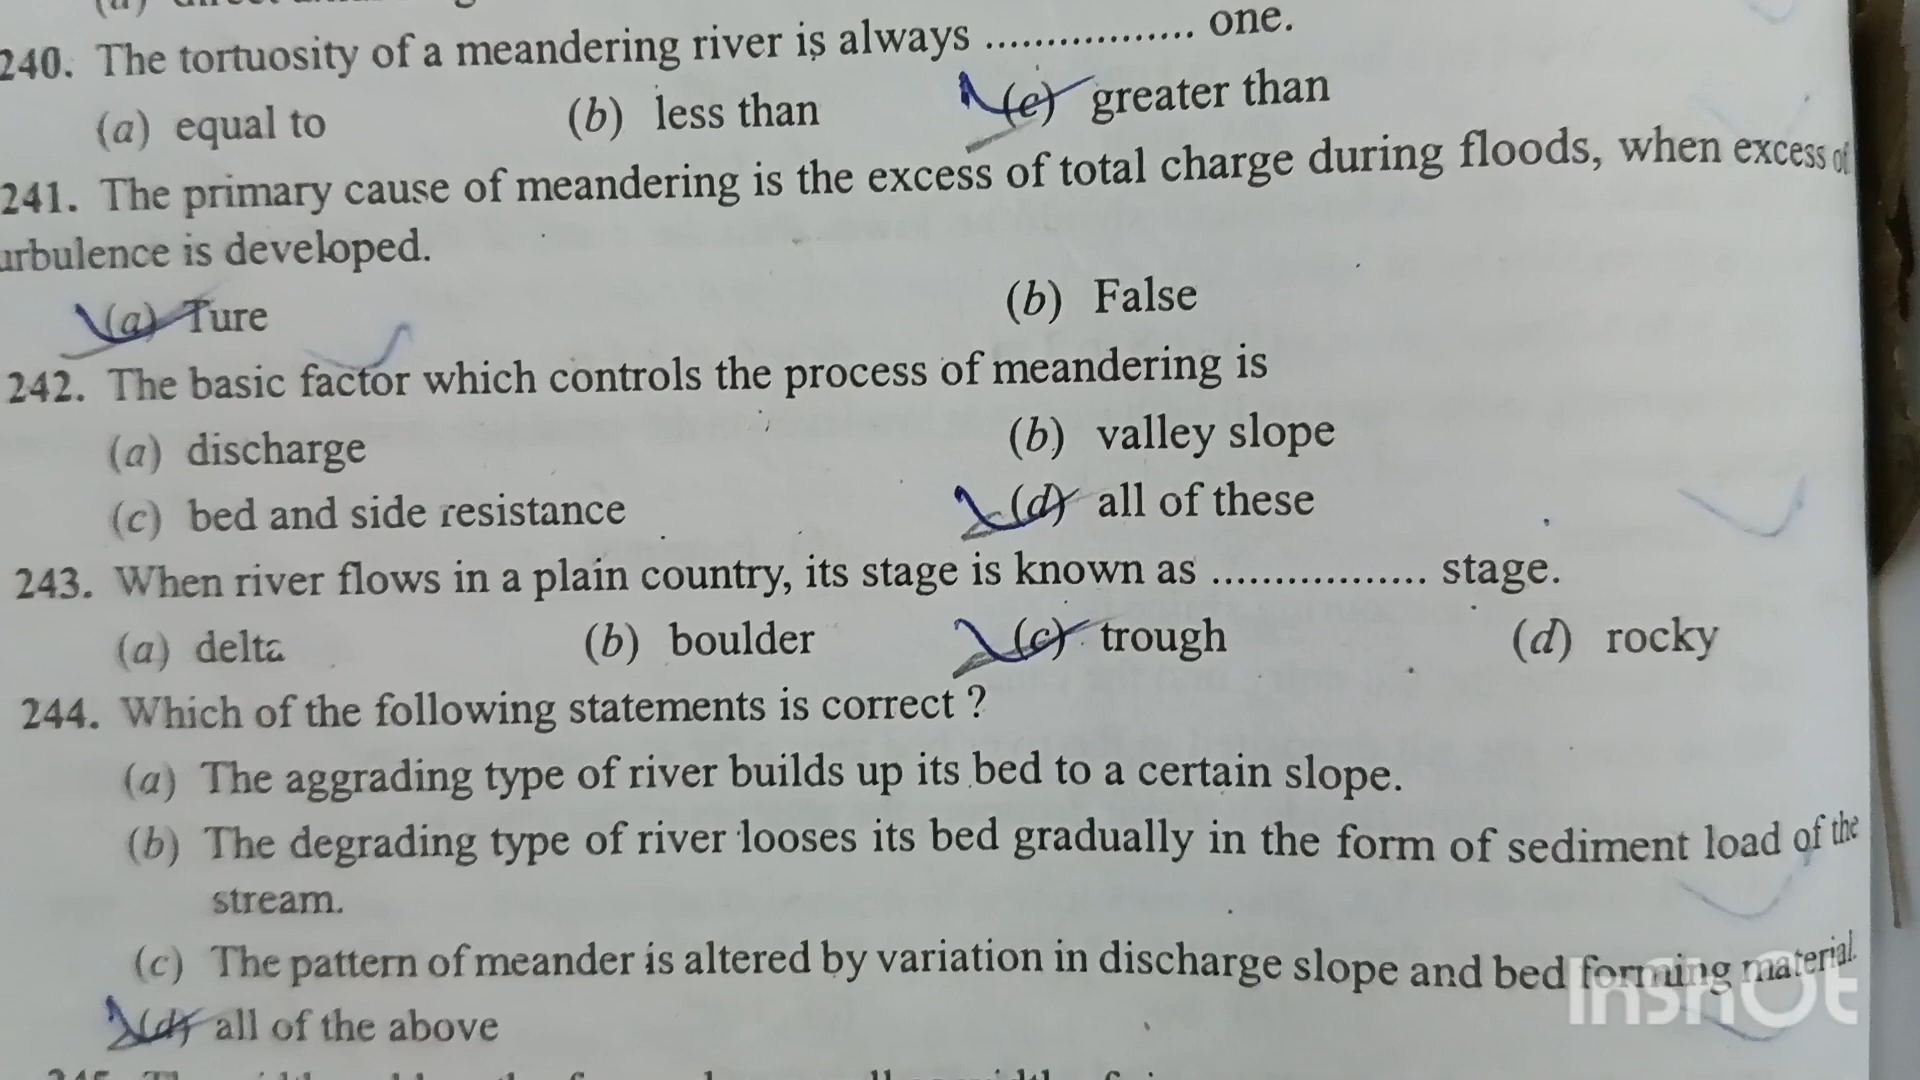 240. The tortuosity of a meandering river is always ................. one.
(a) equal to (b) less than (c) greater than
241. The primary cause of meandering is the excess of total charge during floods, when excess of
urbulence is developed.
(a) Ture (b) False
242. The basic factor which controls the process of meandering is
(a) discharge (b) valley slope
(c) bed and side resistance (d) all of these
243. When river flows in a plain country, its stage is known as ................. stage.
(a) delta (b) boulder (c) trough (d) rocky
244. Which of the following statements is correct ?
(a) The aggrading type of river builds up its bed to a certain slope.
(b) The degrading type of river looses its bed gradually in the form of sediment load of the
stream.
(c) The pattern of meander is altered by variation in discharge slope and bed forming material.
(d) all of the above
InShOt